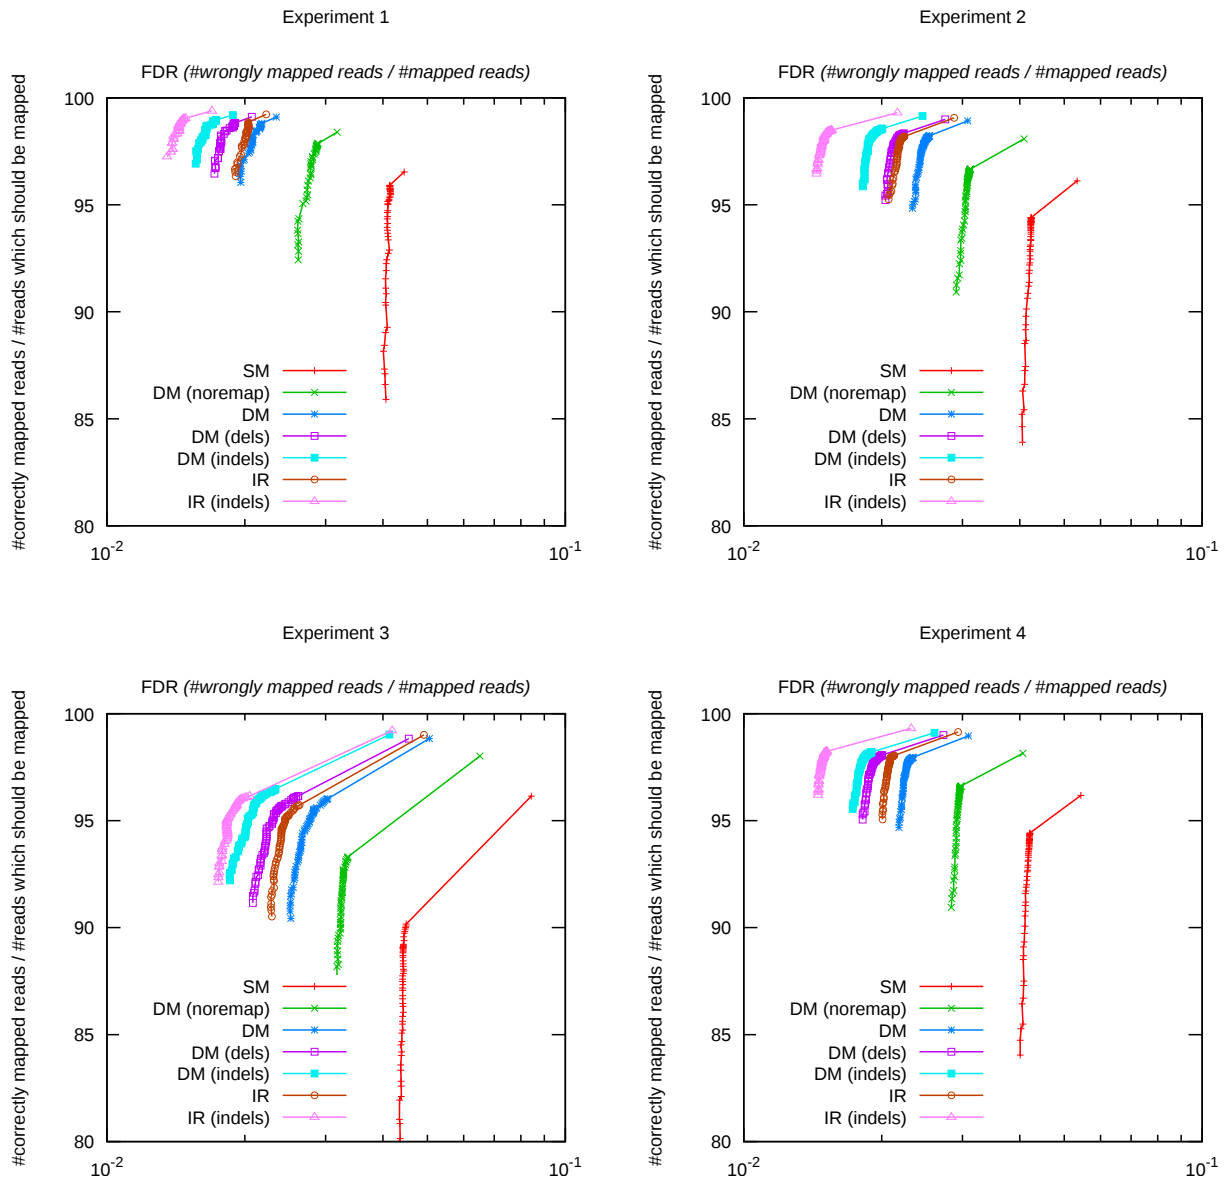 Experiment 1
FDR (#wrongly mapped reads / #mapped reads)
#correctly mapped reads / #reads which should be mapped
100
95
90
85
80
SM
DM (noremap)
DM
DM (dels)
DM (indels)
IR
IR (indels)
10-2
10-1
Experiment 2
FDR (#wrongly mapped reads / #mapped reads)
#correctly mapped reads / #reads which should be mapped
100
95
90
85
80
SM
DM (noremap)
DM
DM (dels)
DM (indels)
IR
IR (indels)
10-2
10-1
Experiment 3
FDR (#wrongly mapped reads / #mapped reads)
#correctly mapped reads / #reads which should be mapped
100
95
90
85
80
SM
DM (noremap)
DM
DM (dels)
DM (indels)
IR
IR (indels)
10-2
10-1
Experiment 4
FDR (#wrongly mapped reads / #mapped reads)
#correctly mapped reads / #reads which should be mapped
100
95
90
85
80
SM
DM (noremap)
DM
DM (dels)
DM (indels)
IR
IR (indels)
10-2
10-1